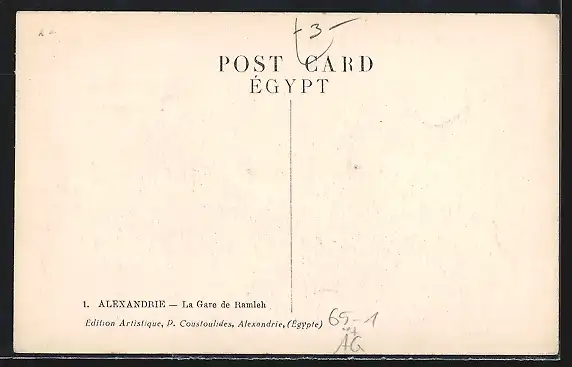 -3-
POST CARD
ÉGYPT
1. ALEXANDRIE — La Gare de Ramleh
Edition Artistique, P. Coustoulides, Alexandrie, (Égypte)
65-1
AG